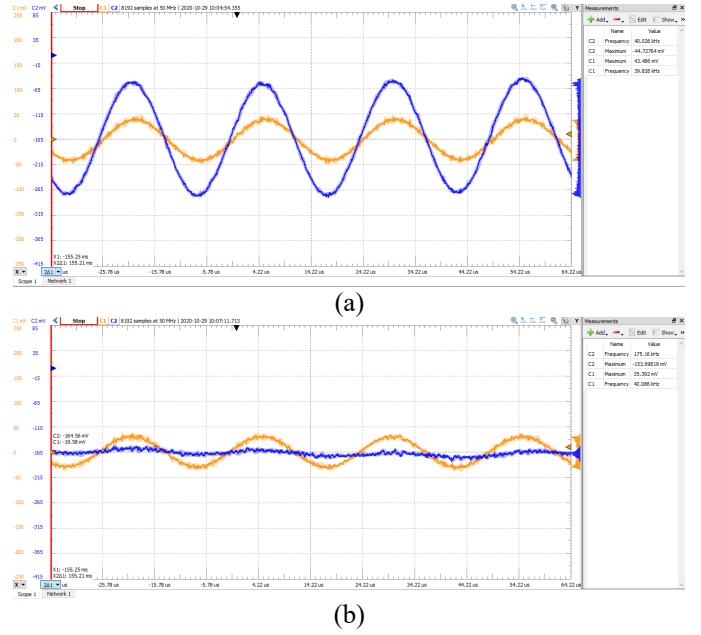 C1 mV C2 mV Stop C1 C2 8192 samples at 50 MHz | 2020-10-29 10:04:54.355 Y Measurements
250 85 Add Edit Show
Name Value
200 35 C2 Frequency 40.026 kHz
C2 Maximum -44.72764 mV
150 -15 C1 Maximum 43.486 mV
C1 Frequency 39.826 kHz
100 -65
50 -115
0 -165
-50 -215
-100 -265
-150 -315
-200 -365
X1: -155.25 ms
X2Δ1: 155.21 ms
-250 -415
X 2Δ1 us -25.78 us -15.78 us -5.78 us 4.22 us 14.22 us 24.22 us 34.22 us 44.22 us 54.22 us 64.22 us
Scope 1 Network 1
(a)
C1 mV C2 mV Stop C1 C2 8192 samples at 50 MHz | 2020-10-29 10:07:11.713 Y Measurements
250 85 Add Edit Show
Name Value
200 35 C2 Frequency 175.16 kHz
C2 Maximum -153.69819 mV
150 -15 C1 Maximum 35.392 mV
C1 Frequency 40.086 kHz
100 -65
50 -115
C2: -164.56 mV
C1: -19.58 mV
0 -165
-50 -215
-100 -265
-150 -315
-200 -365
X1: -155.25 ms
X2Δ1: 155.21 ms
-250 -415
X 2Δ1 us -25.78 us -15.78 us -5.78 us 4.22 us 14.22 us 24.22 us 34.22 us 44.22 us 54.22 us 64.22 us
Scope 1 Network 1
(b)